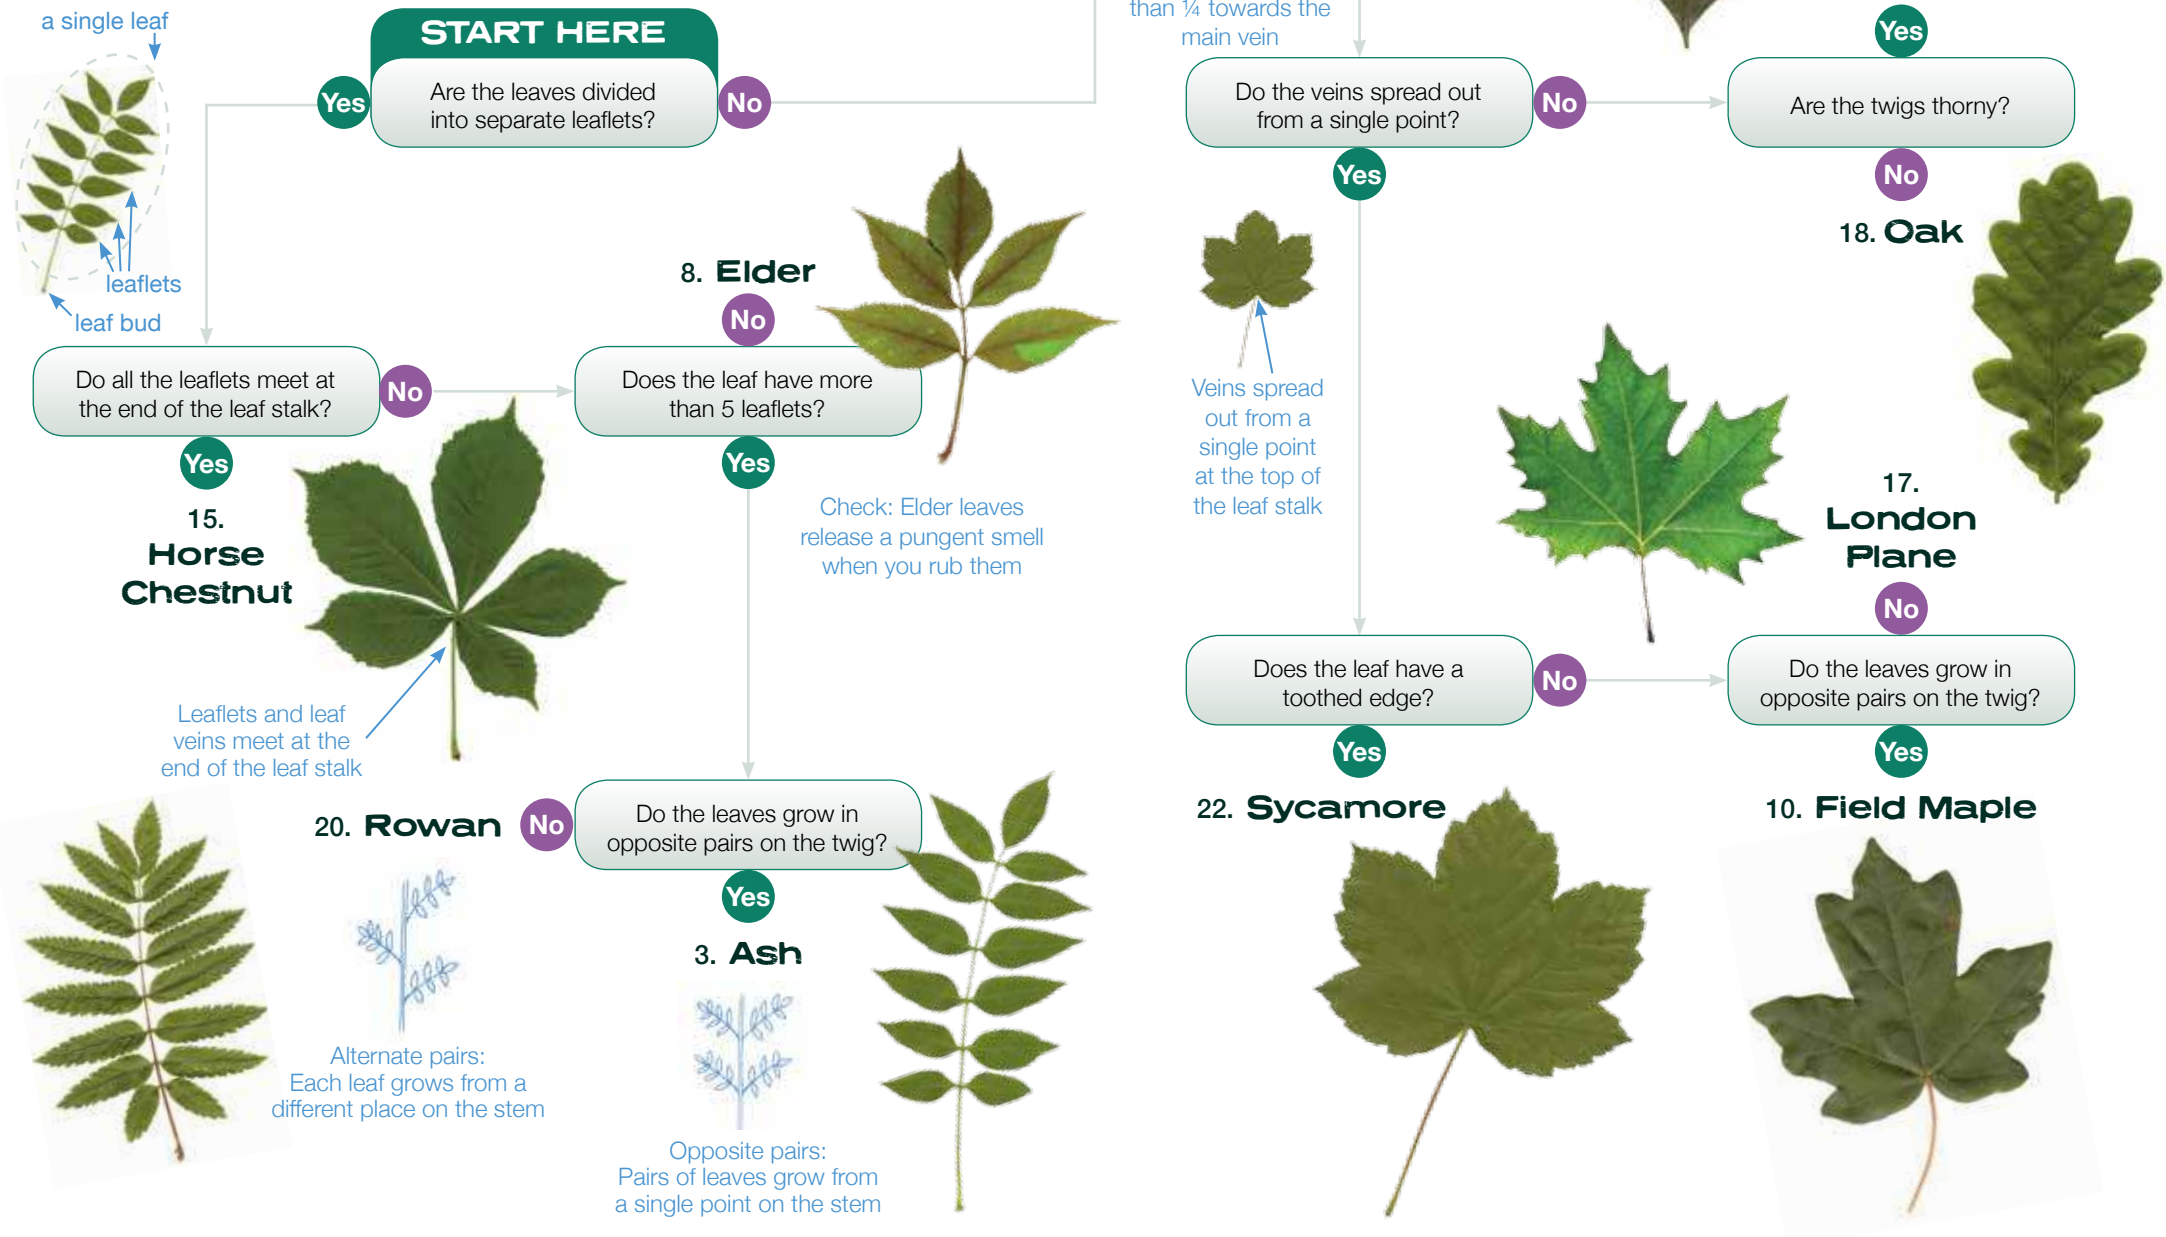 a single leaf
START HERE
Yes
Are the leaves divided
into separate leaflets?
No
leaflets
leaf bud
Do all the leaflets meet at
the end of the leaf stalk?
No
Yes
15.
Horse
Chestnut
Leaflets and leaf
veins meet at the
end of the leaf stalk
8. Elder
No
Does the leaf have more
than 5 leaflets?
Yes
Check: Elder leaves
release a pungent smell
when you rub them
20. Rowan
No
Do the leaves grow in
opposite pairs on the twig?
Yes
3. Ash
Alternate pairs:
Each leaf grows from a
different place on the stem
Opposite pairs:
Pairs of leaves grow from
a single point on the stem
than ¼ towards the
main vein
Do the veins spread out
from a single point?
No
Yes
Yes
Are the twigs thorny?
No
18. Oak
Veins spread
out from a
single point
at the top of
the leaf stalk
17.
London
Plane
No
Does the leaf have a
toothed edge?
No
Do the leaves grow in
opposite pairs on the twig?
Yes
22. Sycamore
Yes
10. Field Maple